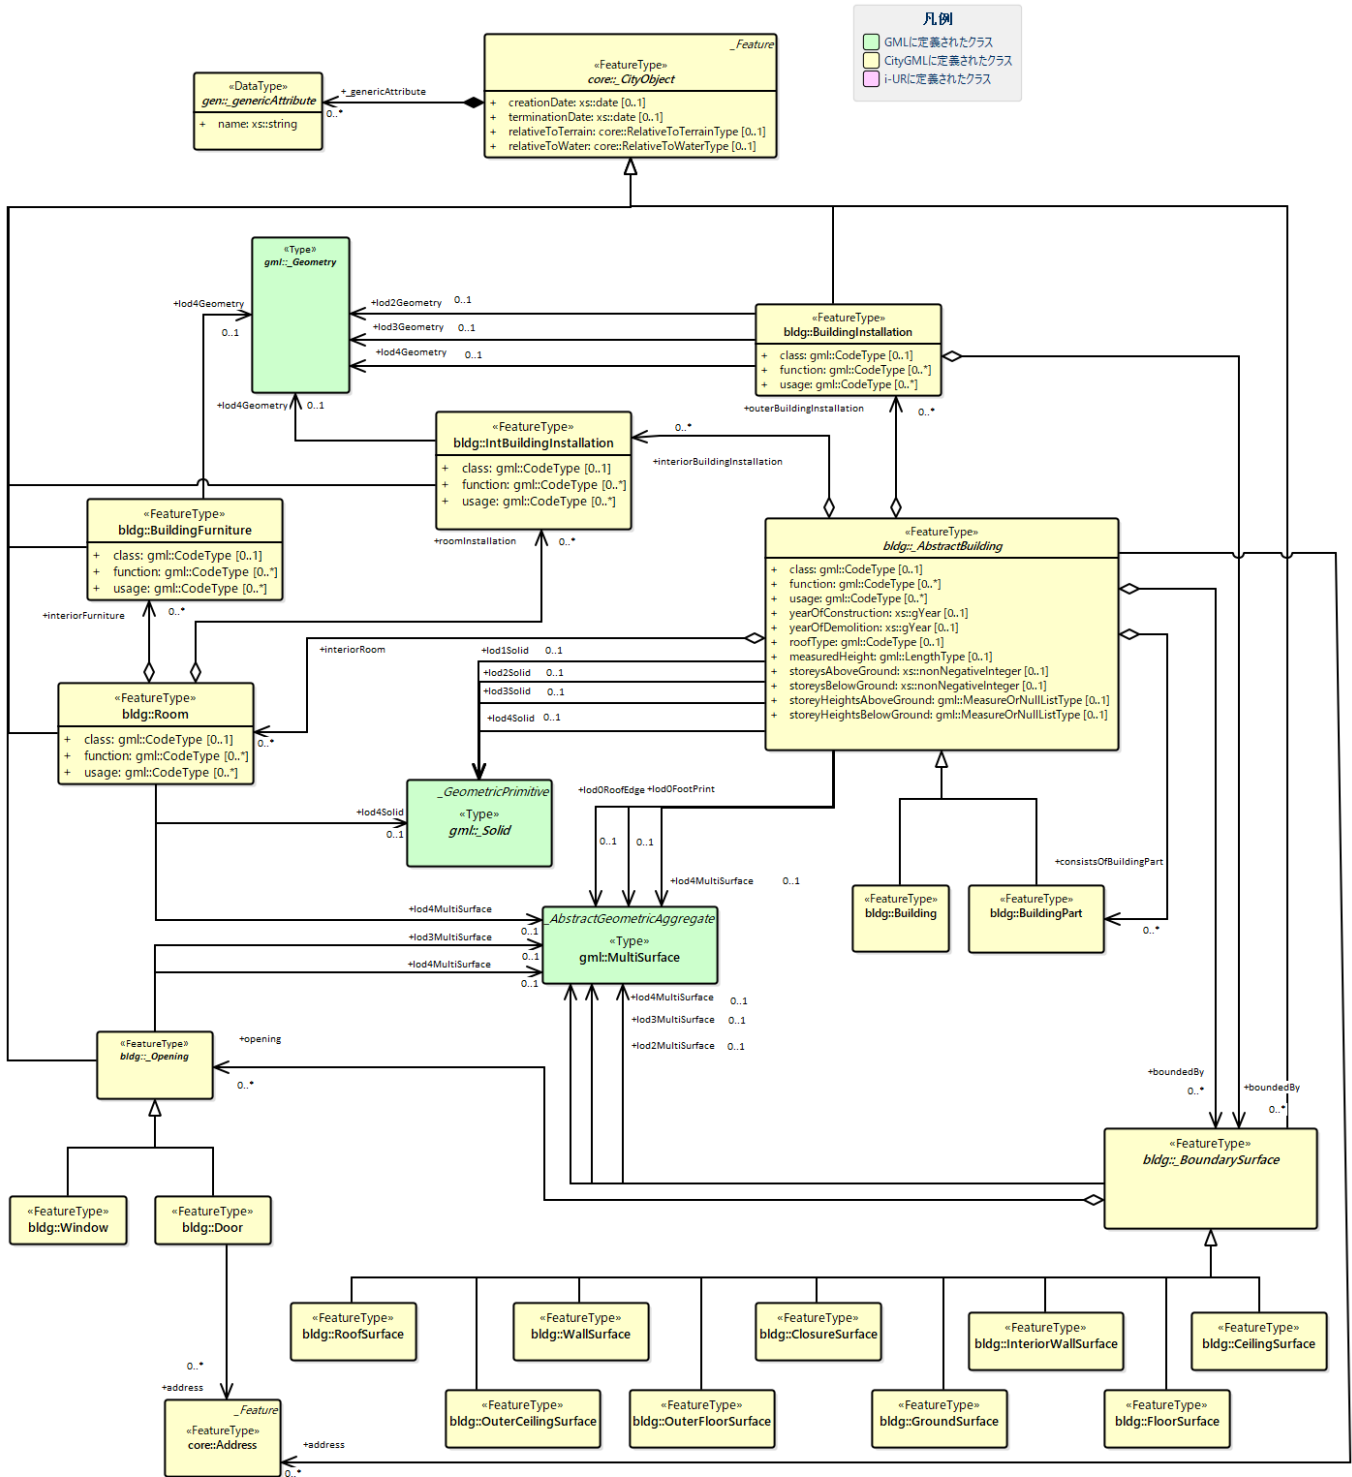 凡例
GMLに定義されたクラス
CityGMLに定義されたクラス
i-URに定義されたクラス
_Feature
«FeatureType»
core::_CityObject
+ creationDate: xs::date [0..1]
+ terminationDate: xs::date [0..1]
+ relativeToTerrain: core::RelativeToTerrainType [0..1]
+ relativeToWater: core::RelativeToWaterType [0..1]
«DataType»
gen::_genericAttribute
+ name: xs::string
+_genericAttribute
0..*
«Type»
gml::_Geometry
+lod4Geometry
0..1
+lod2Geometry 0..1
+lod3Geometry 0..1
+lod4Geometry 0..1
+lod4Geometry 0..1
«FeatureType»
bldg::BuildingInstallation
+ class: gml::CodeType [0..1]
+ function: gml::CodeType [0..*]
+ usage: gml::CodeType [0..*]
+outerBuildingInstallation 0..*
«FeatureType»
bldg::IntBuildingInstallation
+ class: gml::CodeType [0..1]
+ function: gml::CodeType [0..*]
+ usage: gml::CodeType [0..*]
0..*
+interiorBuildingInstallation
+roomInstallation 0..*
«FeatureType»
bldg::BuildingFurniture
+ class: gml::CodeType [0..1]
+ function: gml::CodeType [0..*]
+ usage: gml::CodeType [0..*]
+interiorFurniture 0..*
«FeatureType»
bldg::_AbstractBuilding
+ class: gml::CodeType [0..1]
+ function: gml::CodeType [0..*]
+ usage: gml::CodeType [0..*]
+ yearOfConstruction: xs::gYear [0..1]
+ yearOfDemolition: xs::gYear [0..1]
+ roofType: gml::CodeType [0..1]
+ measuredHeight: gml::LengthType [0..1]
+ storeysAboveGround: xs::nonNegativeInteger [0..1]
+ storeysBelowGround: xs::nonNegativeInteger [0..1]
+ storeyHeightsAboveGround: gml::MeasureOrNullListType [0..1]
+ storeyHeightsBelowGround: gml::MeasureOrNullListType [0..1]
+interiorRoom
0..*
+lod1Solid 0..1
+lod2Solid 0..1
+lod3Solid 0..1
+lod4Solid 0..1
«FeatureType»
bldg::Room
+ class: gml::CodeType [0..1]
+ function: gml::CodeType [0..*]
+ usage: gml::CodeType [0..*]
_GeometricPrimitive
«Type»
gml::_Solid
+lod4Solid
0..1
+lod0RoofEdge +lod0FootPrint
0..1 0..1
+lod4MultiSurface 0..1
+consistsOfBuildingPart
0..*
«FeatureType»
bldg::Building
«FeatureType»
bldg::BuildingPart
_AbstractGeometricAggregate
«Type»
gml::MultiSurface
+lod4MultiSurface
0..1
+lod3MultiSurface
0..1
+lod4MultiSurface
0..1
+lod4MultiSurface 0..1
+lod3MultiSurface 0..1
+lod2MultiSurface 0..1
«FeatureType»
bldg::_Opening
+opening
0..*
+boundedBy
0..*
+boundedBy
0..*
«FeatureType»
bldg::_BoundarySurface
«FeatureType»
bldg::Window
«FeatureType»
bldg::Door
«FeatureType»
bldg::RoofSurface
«FeatureType»
bldg::WallSurface
«FeatureType»
bldg::ClosureSurface
«FeatureType»
bldg::InteriorWallSurface
«FeatureType»
bldg::CeilingSurface
«FeatureType»
bldg::OuterCeilingSurface
«FeatureType»
bldg::OuterFloorSurface
«FeatureType»
bldg::GroundSurface
«FeatureType»
bldg::FloorSurface
0..*
+address
_Feature
«FeatureType»
core::Address
+address
0..*